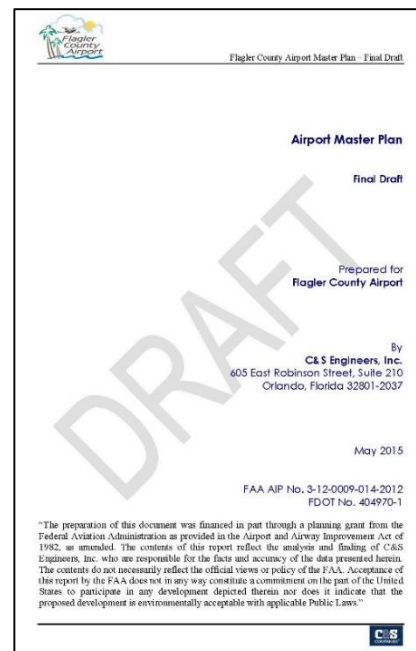 Flagler
County
Airport
Flagler County Airport Master Plan – Final Draft
Airport Master Plan
Final Draft
DRAFT
Prepared for
Flagler County Airport
By
C&S Engineers, Inc.
605 East Robinson Street, Suite 210
Orlando, Florida 32801-2037
May 2015
FAA AIP No. 3-12-0009-014-2012
FDOT No. 404970-1
"The preparation of this document was financed in part through a planning grant from the
Federal Aviation Administration as provided in the Airport and Airway Improvement Act of
1982, as amended. The contents of this report reflect the analysis and finding of C&S
Engineers, Inc. who are responsible for the facts and accuracy of the data presented herein.
The contents do not necessarily reflect the official views or policy of the FAA. Acceptance of
this report by the FAA does not in any way constitute a commitment on the part of the United
States to participate in any development depicted therein nor does it indicate that the
proposed development is environmentally acceptable with applicable Public Laws."
C&S
COMPANIES